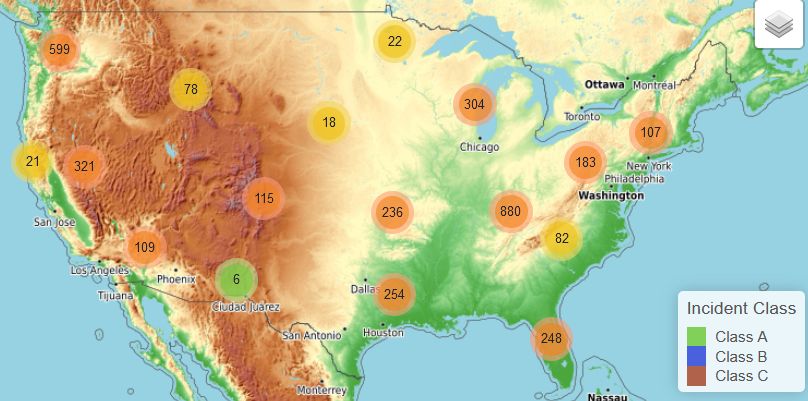 599
22
78
304
18
Ottawa
Montréal
Toronto
107
Chicago
21
321
183
New York
Philadelphia
Washington
115
236
880
San Jose
82
109
Los Angeles
Phoenix
6
Tijuana
Ciudad Juárez
Dallas
254
San Antonio
Houston
248
Monterrey
Nassau
Incident Class
Class A
Class B
Class C